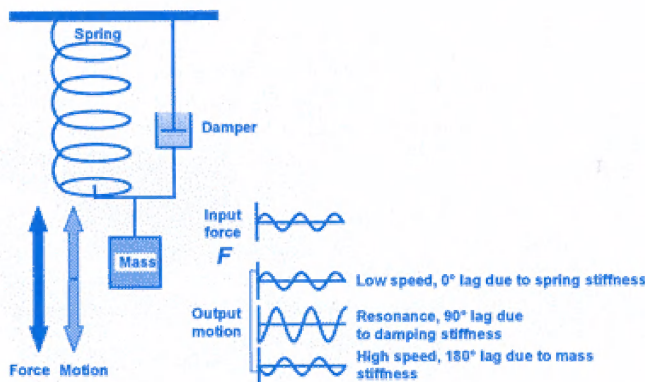 Spring
Damper
Mass
Force Motion
Input
force
F
Output
motion
Low speed, 0° lag due to spring stiffness
Resonance, 90° lag due
to damping stiffness
High speed, 180° lag due to mass
stiffness